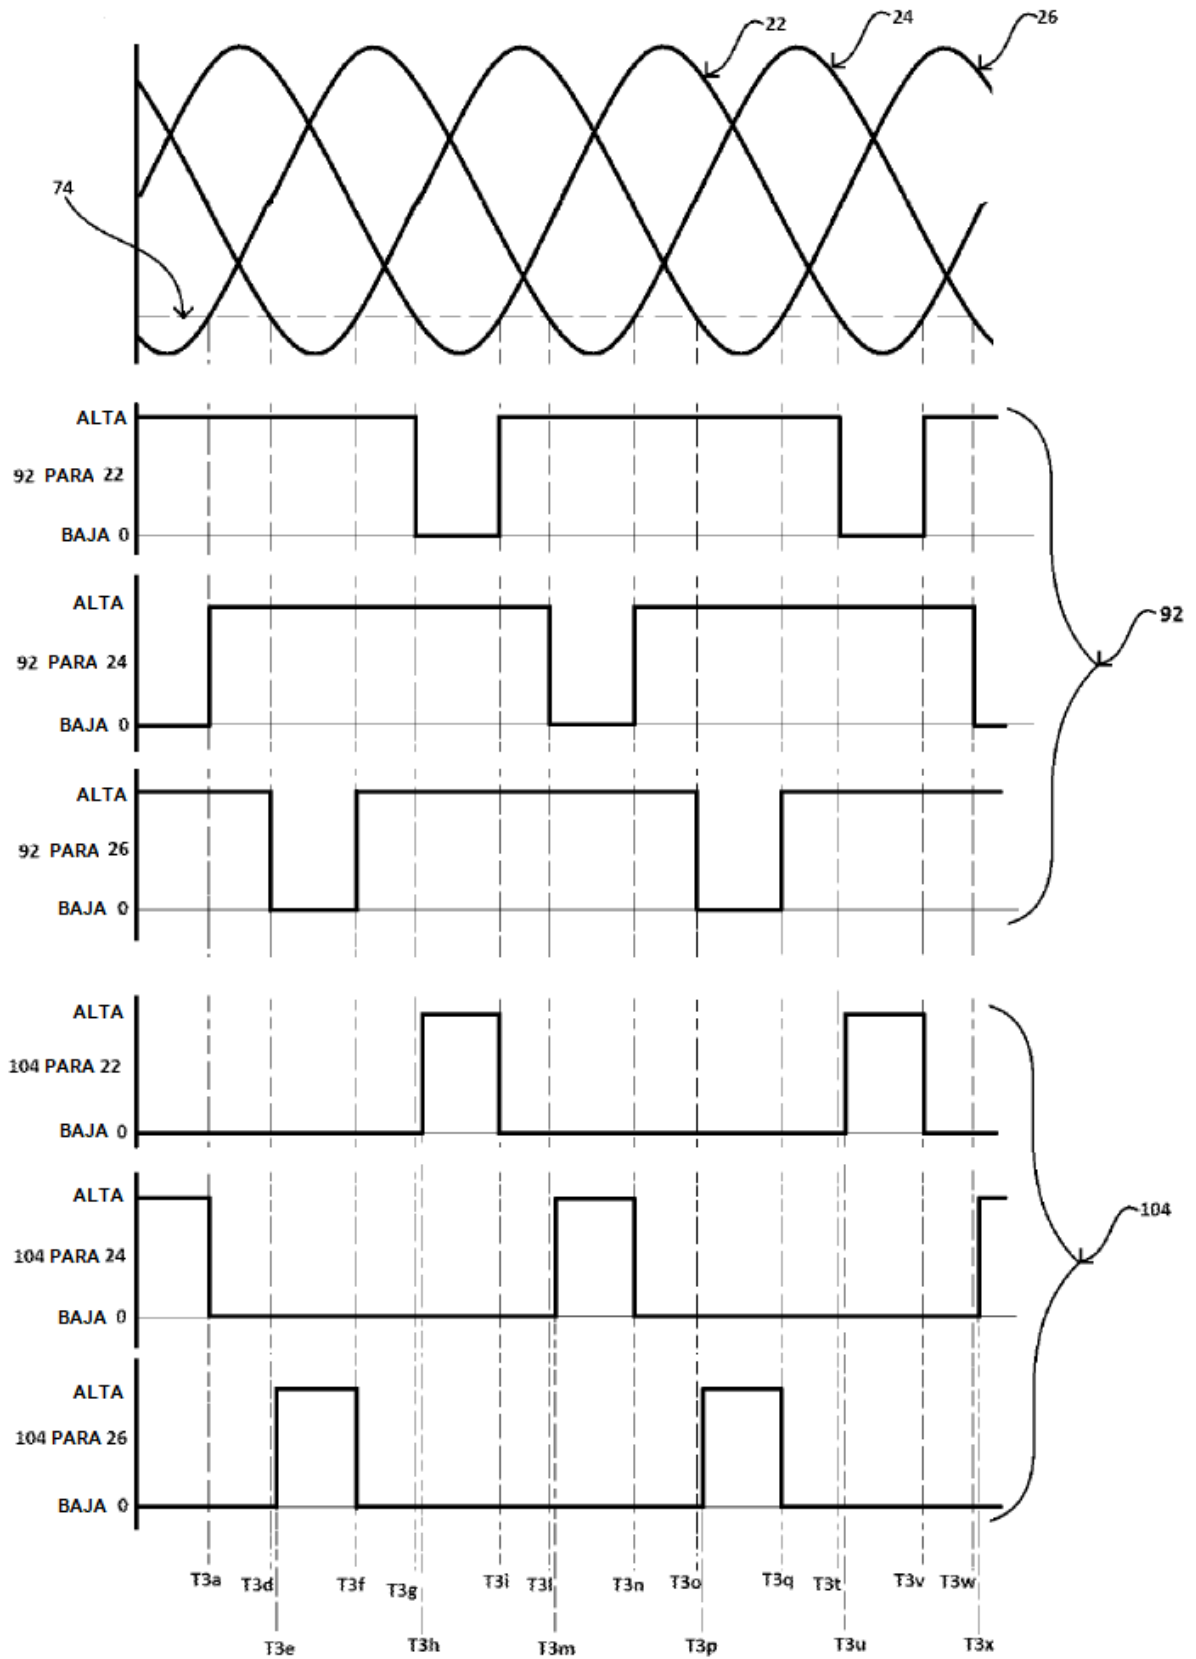 22
24
26
74
ALTA
92 PARA 22
BAJA 0
ALTA
92 PARA 24
BAJA 0
92
ALTA
92 PARA 26
BAJA 0
ALTA
104 PARA 22
BAJA 0
ALTA
104 PARA 24
BAJA 0
104
ALTA
104 PARA 26
BAJA 0
T3a T3d T3f T3g T3i T3l T3n T3o T3q T3t T3v T3w
T3e T3h T3m T3p T3u T3x